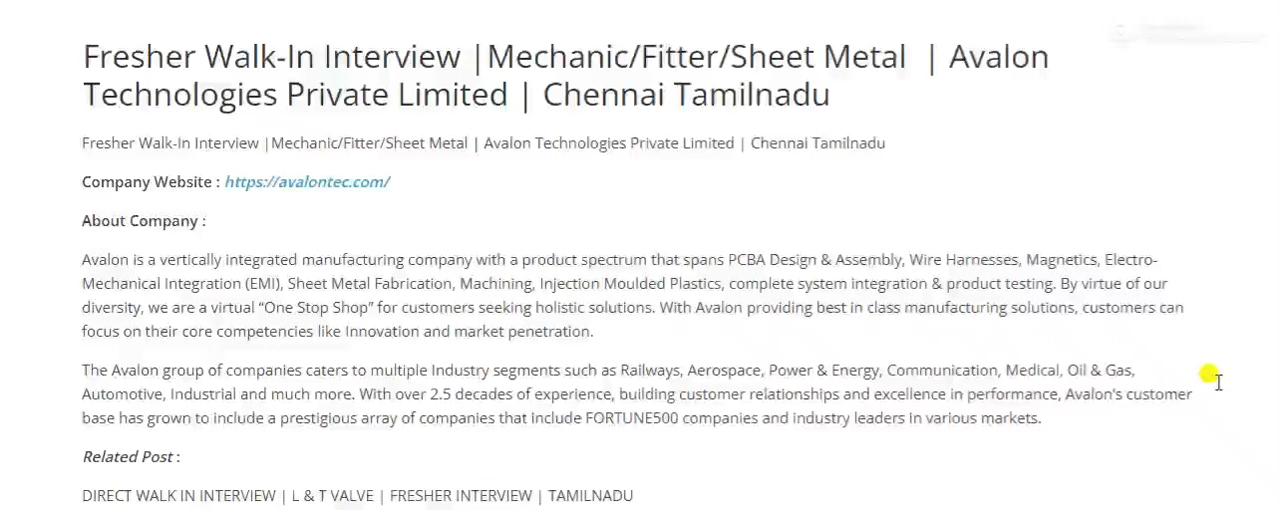 Fresher Walk-In Interview |Mechanic/Fitter/Sheet Metal | Avalon
Technologies Private Limited | Chennai Tamilnadu
Fresher Walk-In Interview |Mechanic/Fitter/Sheet Metal | Avalon Technologies Private Limited | Chennai Tamilnadu
Company Website : https://avalontec.com/
About Company :
Avalon is a vertically integrated manufacturing company with a product spectrum that spans PCBA Design & Assembly, Wire Harnesses, Magnetics, Electro-
Mechanical Integration (EMI), Sheet Metal Fabrication, Machining, Injection Moulded Plastics, complete system integration & product testing. By virtue of our
diversity, we are a virtual “One Stop Shop” for customers seeking holistic solutions. With Avalon providing best in class manufacturing solutions, customers can
focus on their core competencies like Innovation and market penetration.
The Avalon group of companies caters to multiple Industry segments such as Railways, Aerospace, Power & Energy, Communication, Medical, Oil & Gas,
Automotive, Industrial and much more. With over 2.5 decades of experience, building customer relationships and excellence in performance, Avalon's customer
base has grown to include a prestigious array of companies that include FORTUNE500 companies and industry leaders in various markets.
Related Post :
DIRECT WALK IN INTERVIEW | L & T VALVE | FRESHER INTERVIEW | TAMILNADU